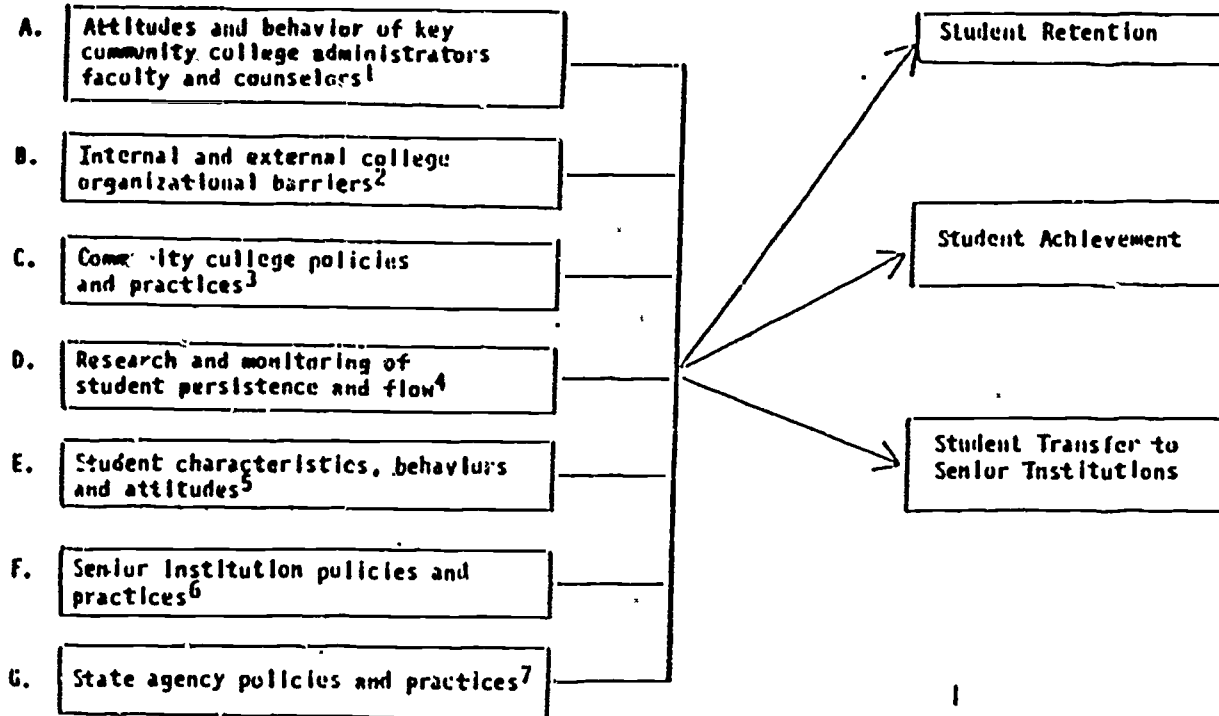 A.
Attitudes and behavior of key
community college administrators
faculty and counselors1
B.
Internal and external college
organizational barriers2
C.
Community college policies
and practices3
D.
Research and monitoring of
student persistence and flow4
E.
Student characteristics, behaviors
and attitudes5
F.
Senior Institution policies and
practices6
G.
State agency policies and practices7
Student Retention
Student Achievement
Student Transfer to
Senior Institutions